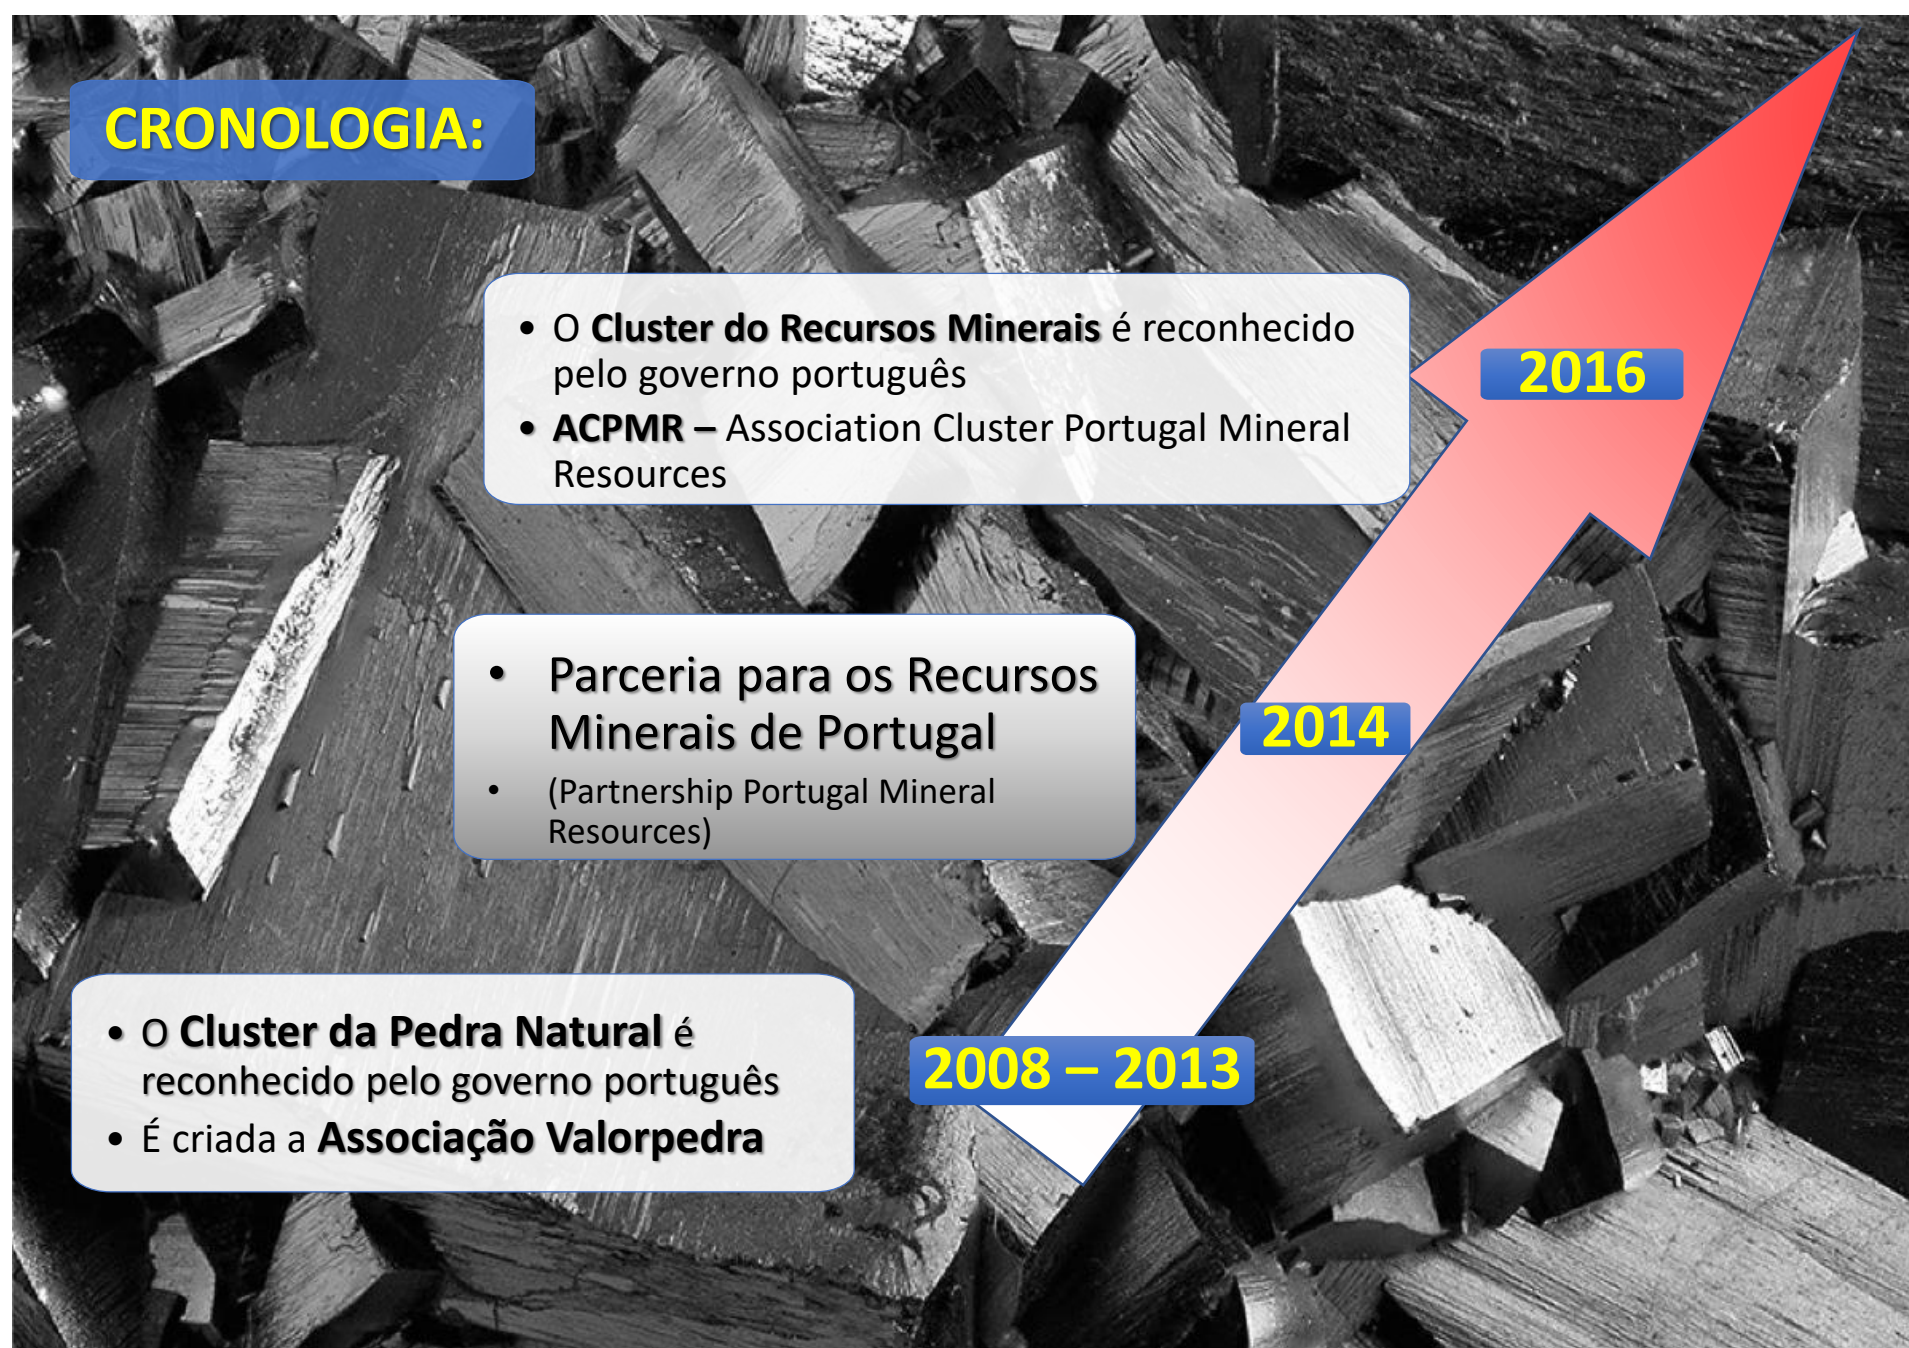 CRONOLOGIA:
• O Cluster do Recursos Minerais é reconhecido
pelo governo português
• ACPMR – Association Cluster Portugal Mineral
Resources
2016
• Parceria para os Recursos
Minerais de Portugal
• (Partnership Portugal Mineral
Resources)
2014
• O Cluster da Pedra Natural é
reconhecido pelo governo português
• É criada a Associação Valorpedra
2008 – 2013